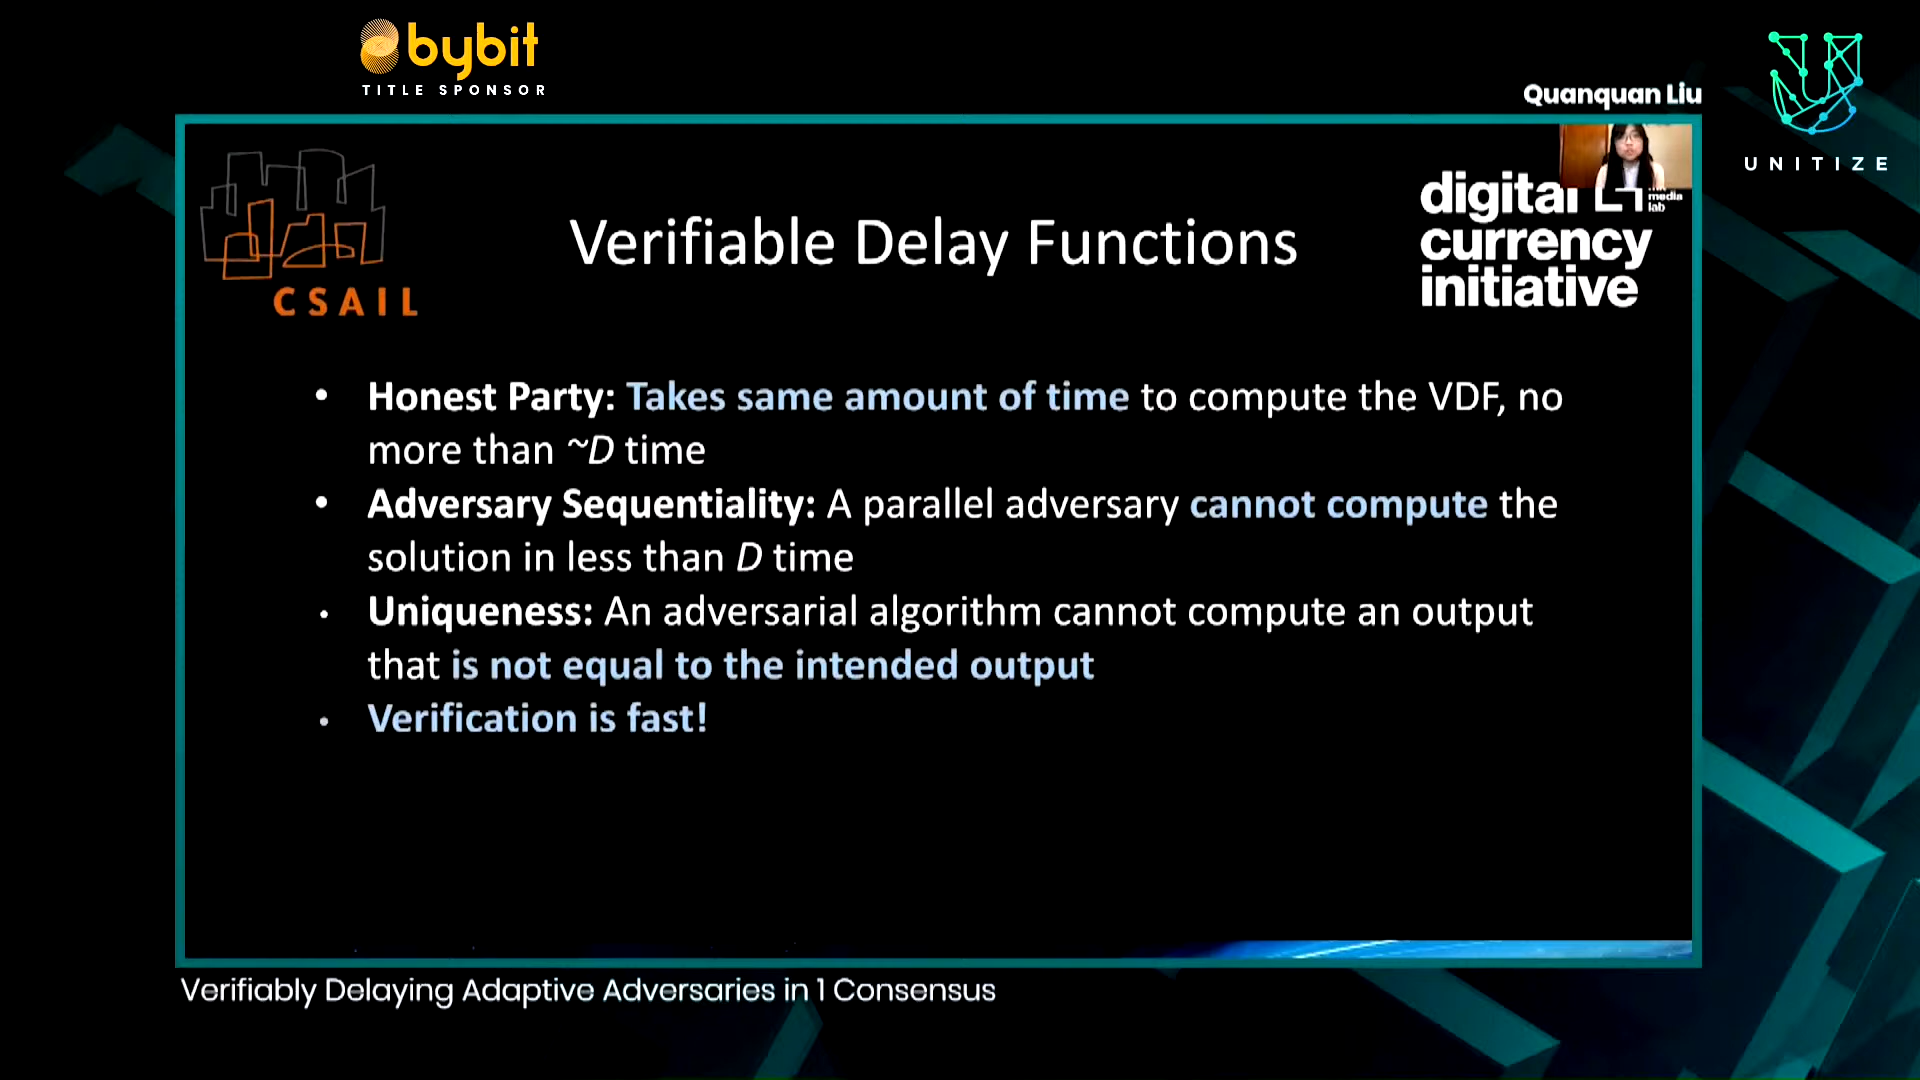 bybit
TITLE SPONSOR
Quanquan Liu
UNITIZE
CSAIL
Verifiable Delay Functions
digital
currency
initiative
media
lab
• Honest Party: Takes same amount of time to compute the VDF, no
more than ~D time
• Adversary Sequentiality: A parallel adversary cannot compute the
solution in less than D time
• Uniqueness: An adversarial algorithm cannot compute an output
that is not equal to the intended output
• Verification is fast!
Verifiably Delaying Adaptive Adversaries in 1 Consensus